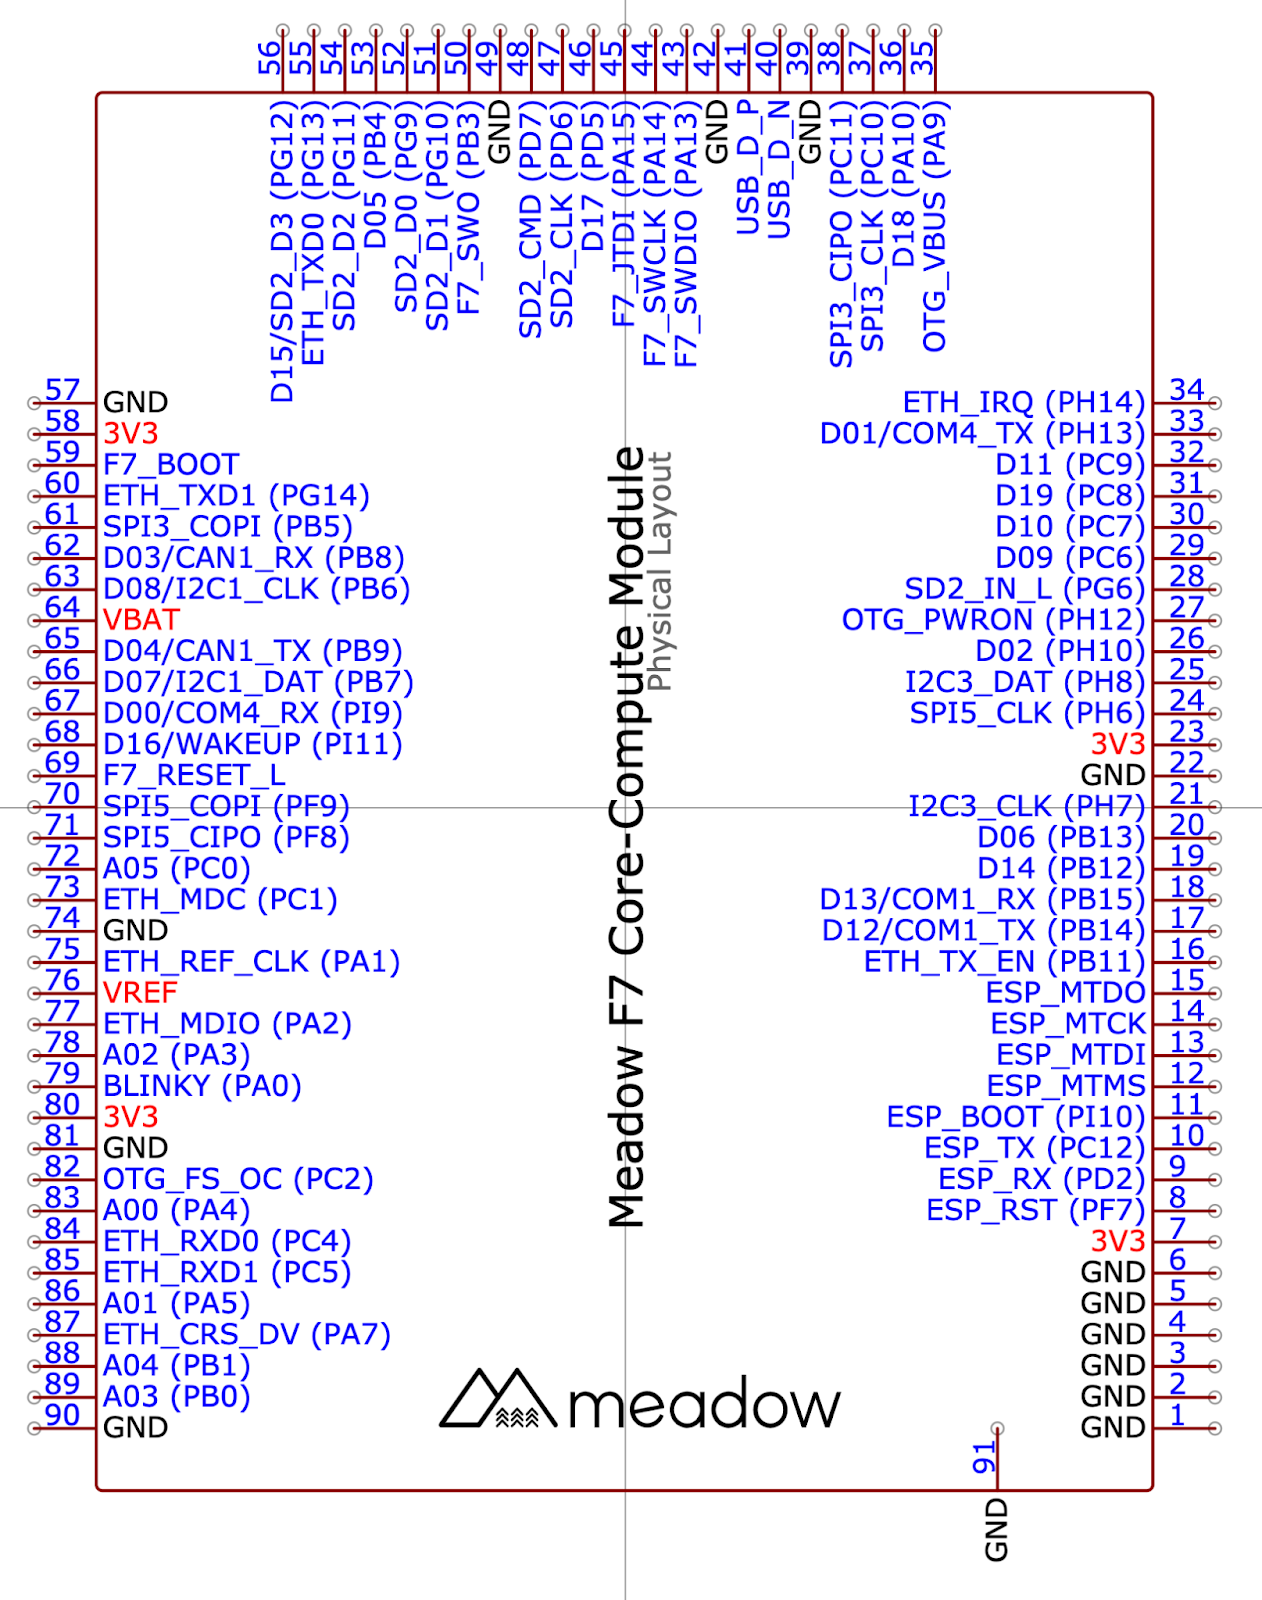 56 55 54 53 52 51 50 49 48 47 46 45 44 43 42 41 40 39 38 37 36 35
D15/SD2_D3 (PG12)
ETH_TXD0 (PG13)
SD2_D2 (PG11)
D05 (PB4)
SD2_D0 (PG9)
SD2_D1 (PG10)
F7_SWO (PB3)
GND
SD2_CMD (PD7)
SD2_CLK (PD6)
D17 (PD5)
F7_JTDI (PA15)
F7_SWCLK (PA14)
F7_SWDIO (PA13)
GND
USB_D_P
USB_D_N
GND
SPI3_CIPO (PC11)
SPI3_CLK (PC10)
D18 (PA10)
OTG_VBUS (PA9)
57 GND
58 3V3
59 F7_BOOT
60 ETH_TXD1 (PG14)
61 SPI3_COPI (PB5)
62 D03/CAN1_RX (PB8)
63 D08/I2C1_CLK (PB6)
64 VBAT
65 D04/CAN1_TX (PB9)
66 D07/I2C1_DAT (PB7)
67 D00/COM4_RX (PI9)
68 D16/WAKEUP (PI11)
69 F7_RESET_L
70 SPI5_COPI (PF9)
71 SPI5_CIPO (PF8)
72 A05 (PC0)
73 ETH_MDC (PC1)
74 GND
75 ETH_REF_CLK (PA1)
76 VREF
77 ETH_MDIO (PA2)
78 A02 (PA3)
79 BLINKY (PA0)
80 3V3
81 GND
82 OTG_FS_OC (PC2)
83 A00 (PA4)
84 ETH_RXD0 (PC4)
85 ETH_RXD1 (PC5)
86 A01 (PA5)
87 ETH_CRS_DV (PA7)
88 A04 (PB1)
89 A03 (PB0)
90 GND
Meadow F7 Core-Compute Module
Physical Layout
ETH_IRQ (PH14) 34
D01/COM4_TX (PH13) 33
D11 (PC9) 32
D19 (PC8) 31
D10 (PC7) 30
D09 (PC6) 29
SD2_IN_L (PG6) 28
OTG_PWRON (PH12) 27
D02 (PH10) 26
I2C3_DAT (PH8) 25
SPI5_CLK (PH6) 24
3V3 23
GND 22
I2C3_CLK (PH7) 21
D06 (PB13) 20
D14 (PB12) 19
D13/COM1_RX (PB15) 18
D12/COM1_TX (PB14) 17
ETH_TX_EN (PB11) 16
ESP_MTDO 15
ESP_MTCK 14
ESP_MTDI 13
ESP_MTMS 12
ESP_BOOT (PI10) 11
ESP_TX (PC12) 10
ESP_RX (PD2) 9
ESP_RST (PF7) 8
3V3 7
GND 6
GND 5
GND 4
GND 3
GND 2
GND 1
meadow
91
GND